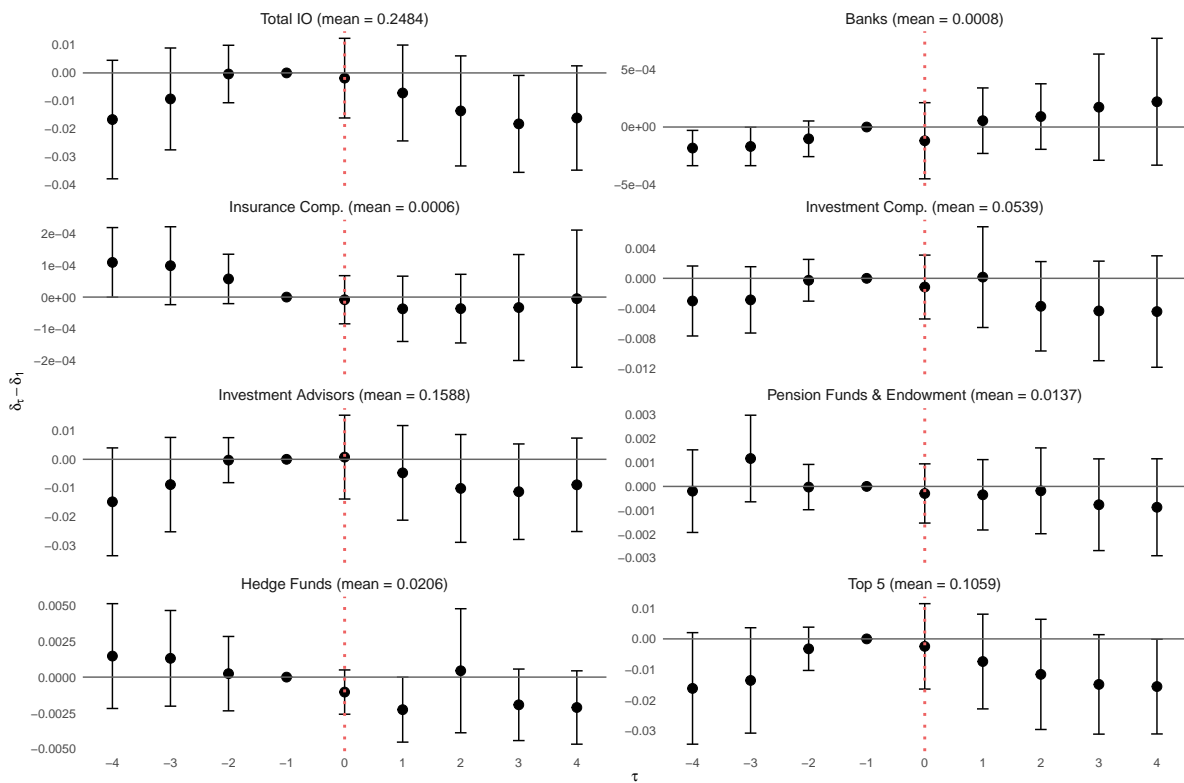 Total IO (mean = 0.2484)
0.01
0.00
−0.01
−0.02
−0.03
−0.04
Banks (mean = 0.0008)
5e−04
0e+00
−5e−04
Insurance Comp. (mean = 0.0006)
2e−04
1e−04
0e+00
−1e−04
−2e−04
Investment Comp. (mean = 0.0539)
0.004
0.000
−0.004
−0.008
−0.012
δτ − δ1
Investment Advisors (mean = 0.1588)
0.01
0.00
−0.01
−0.02
−0.03
Pension Funds & Endowment (mean = 0.0137)
0.003
0.002
0.001
0.000
−0.001
−0.002
−0.003
Hedge Funds (mean = 0.0206)
0.0050
0.0025
0.0000
−0.0025
−0.0050
−4 −3 −2 −1 0 1 2 3 4
Top 5 (mean = 0.1059)
0.01
0.00
−0.01
−0.02
−0.03
−4 −3 −2 −1 0 1 2 3 4
τ